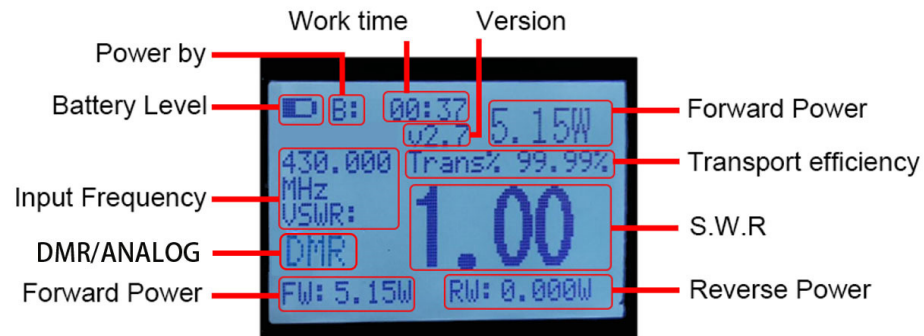 Work time
Version
Power by
Battery Level
B:
00:37
v2.7
5.15W
Forward Power
430.000
MHz
VSWR:
Trans% 99.99%
Transport efficiency
Input Frequency
1.00
S.W.R
DMR/ANALOG
DMR
Forward Power
FW:5.15W
RW:0.000W
Reverse Power